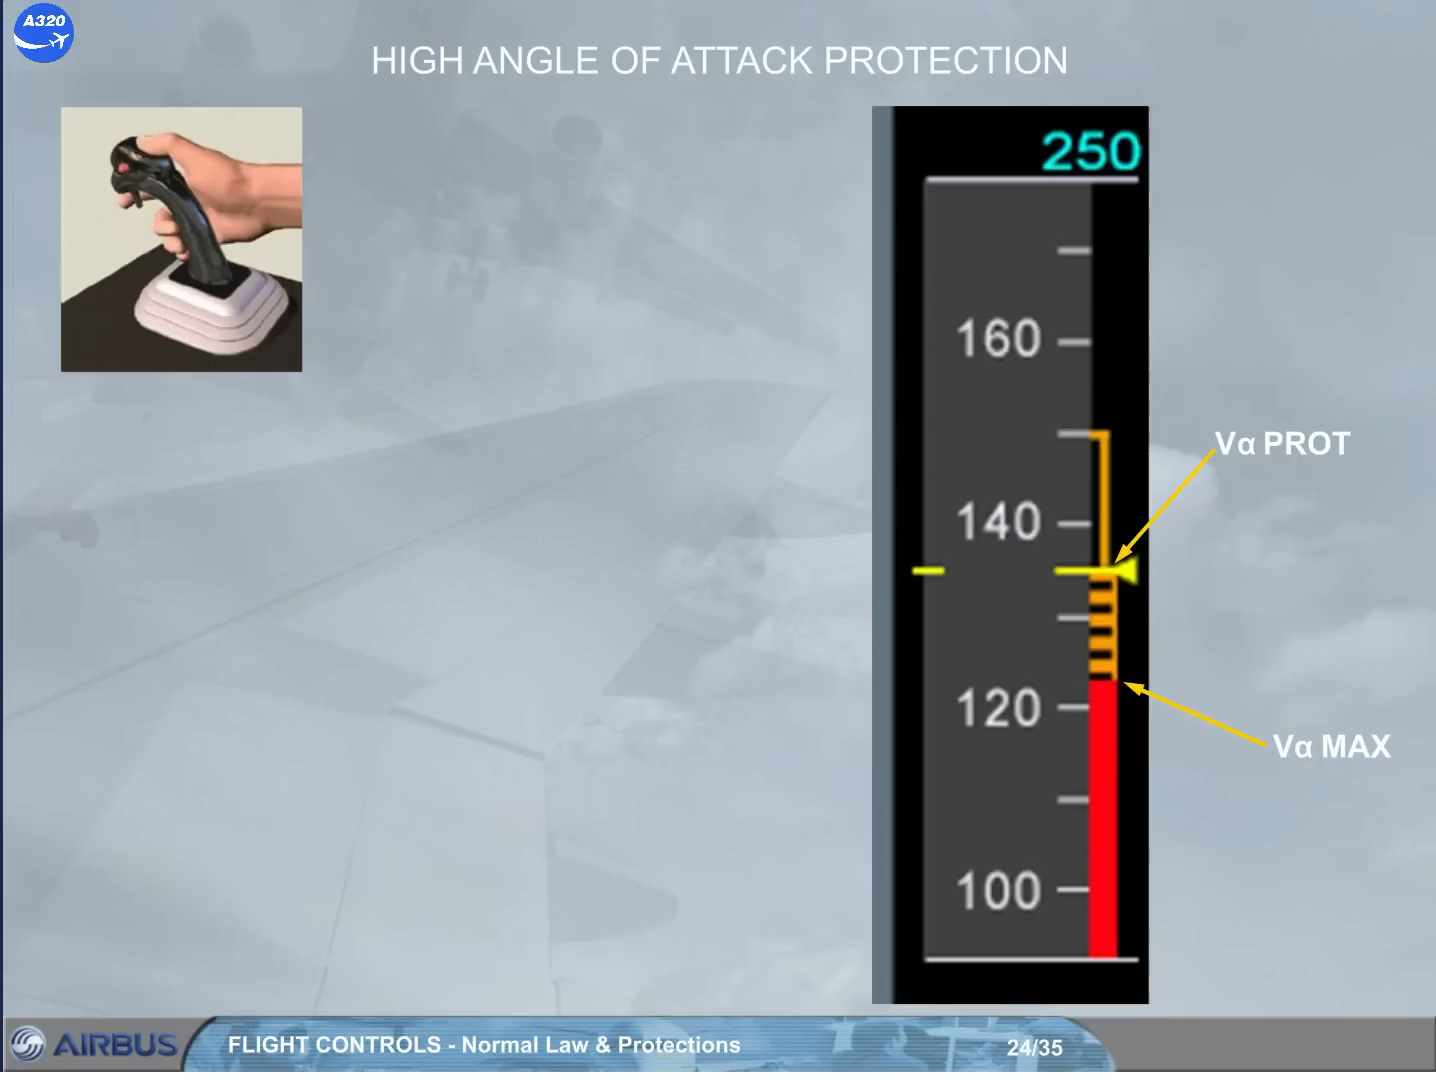 A320
HIGH ANGLE OF ATTACK PROTECTION
250
160
140
120
100
Vα PROT
Vα MAX
AIRBUS
FLIGHT CONTROLS - Normal Law & Protections
24/35